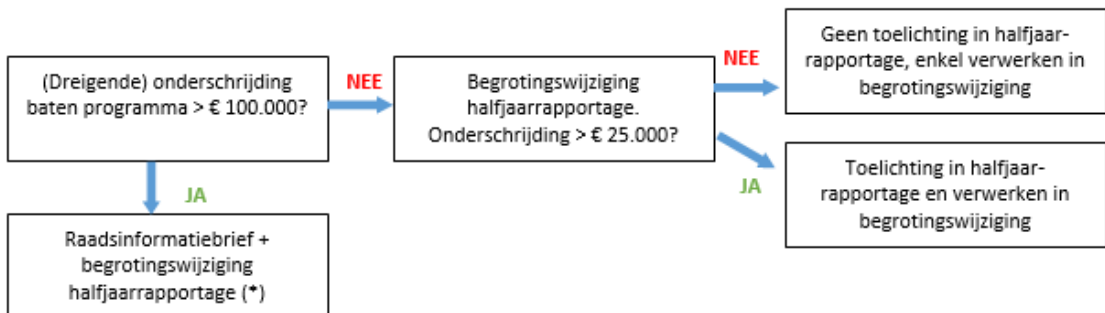 (Dreigende) onderschrijding
baten programma > € 100.000?
NEE
Begrotingswijziging
halfjaarrapportage.
Onderschrijding > € 25.000?
NEE
Geen toelichting in halfjaar-
rapportage, enkel verwerken in
begrotingswijziging
JA
Toelichting in halfjaar-
rapportage en verwerken in
begrotingswijziging
JA
Raadsinformatiebrief +
begrotingswijziging
halfjaarrapportage (*)